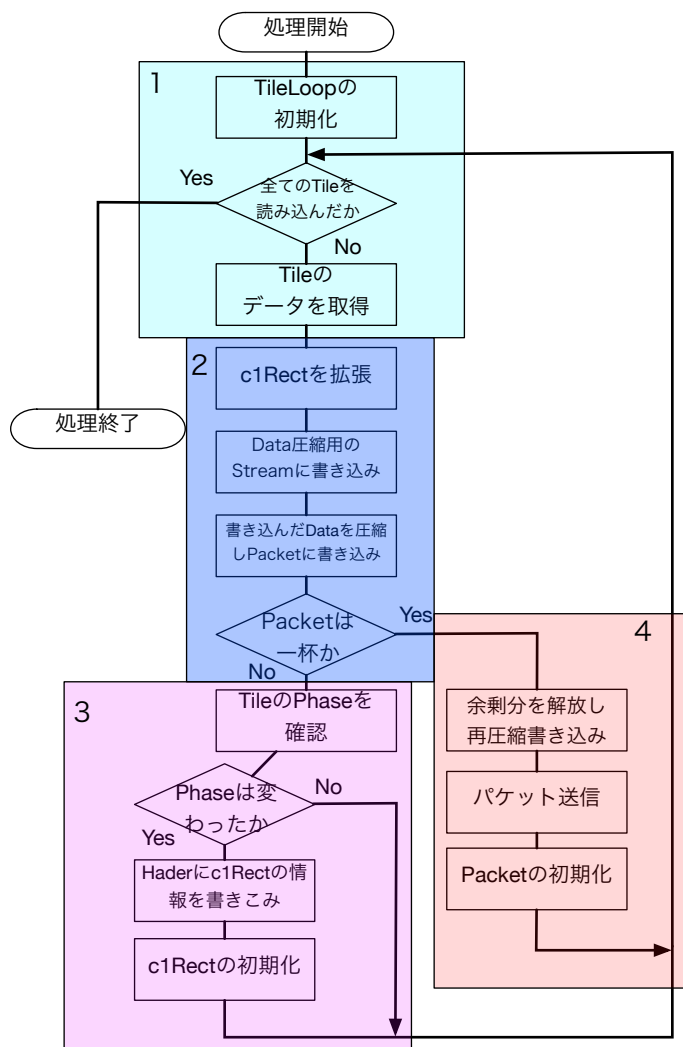 処理開始
1
TileLoopの
初期化
Yes
全てのTileを
読み込んだか
No
Tileの
データを取得
2
c1Rectを拡張
処理終了
Data圧縮用の
Streamに書き込み
書き込んだDataを圧縮
しPacketに書き込み
Packetは
一杯か
Yes
No
4
3
TileのPhaseを
確認
余剰分を解放し
再圧縮書き込み
Phaseは変
わったか
No
Yes
パケット送信
Haderにc1Rectの情
報を書きこみ
Packetの初期化
c1Rectの初期化